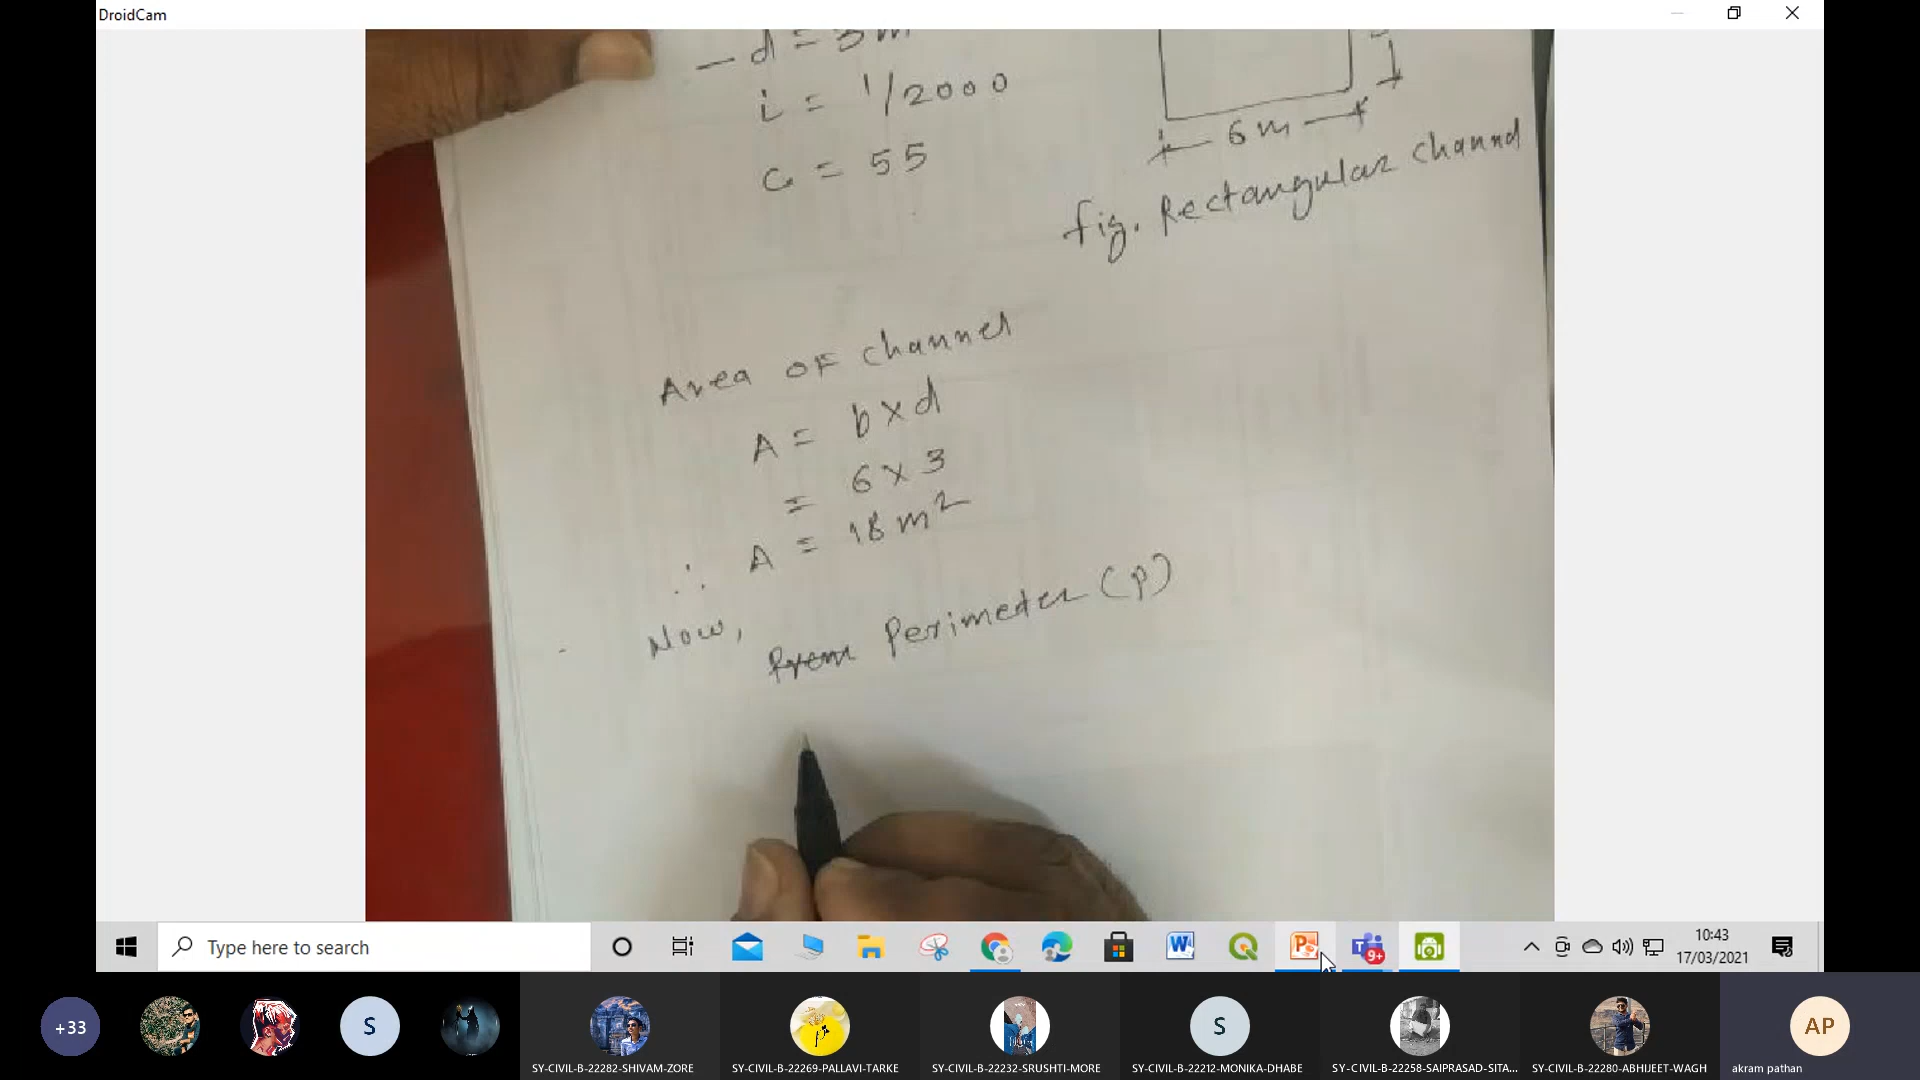 DroidCam
— d = 3m
i = 1/2000
C = 55
6m
fig. Rectangular channel
Area of channel
A = b x d
= 6 x 3
∴ A = 18 m²
Now,
From Perimeter (P)
Type here to search
10:43
17/03/2021
9+
+33
S
S
AP
SY-CIVIL-B-22282-SHIVAM-ZORE
SY-CIVIL-B-22269-PALLAVI-TARKE
SY-CIVIL-B-22232-SRUSHTI-MORE
SY-CIVIL-B-22212-MONIKA-DHABE
SY-CIVIL-B-22258-SAIPRASAD-SITA...
SY-CIVIL-B-22280-ABHIJEET-WAGH
akram pathan